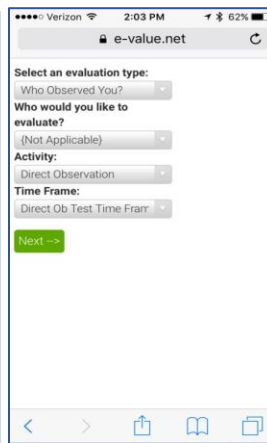 Verizon 2:03 PM 62%
e-value.net
Select an evaluation type:
Who Observed You?
Who would you like to
evaluate?
{Not Applicable}
Activity:
Direct Observation
Time Frame:
Direct Ob Test Time Fram
Next -->